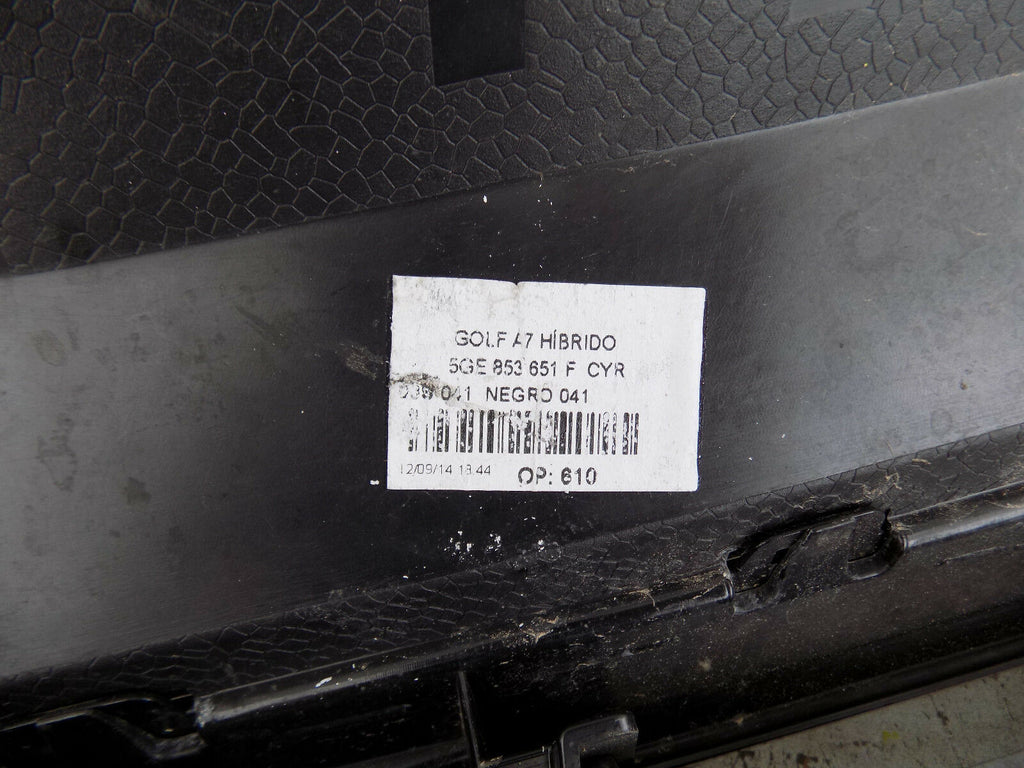 GOLF A7 HÍBRIDO
5GE 853 651 F CYR
041 NEGRO 041
12/09/14 18:44 OP: 610